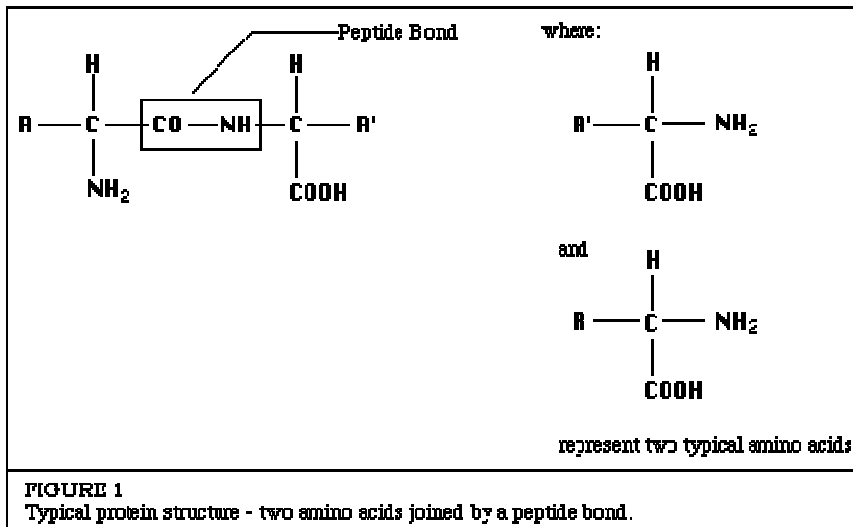 Peptide Bond
where:
H
H
R C CO NH C R'
NH₂
COOH
H
R' C NH₂
COOH
and
H
R C NH₂
COOH
represent two typical amino acids
FIGURE 1
Typical protein structure - two amino acids joined by a peptide bond.